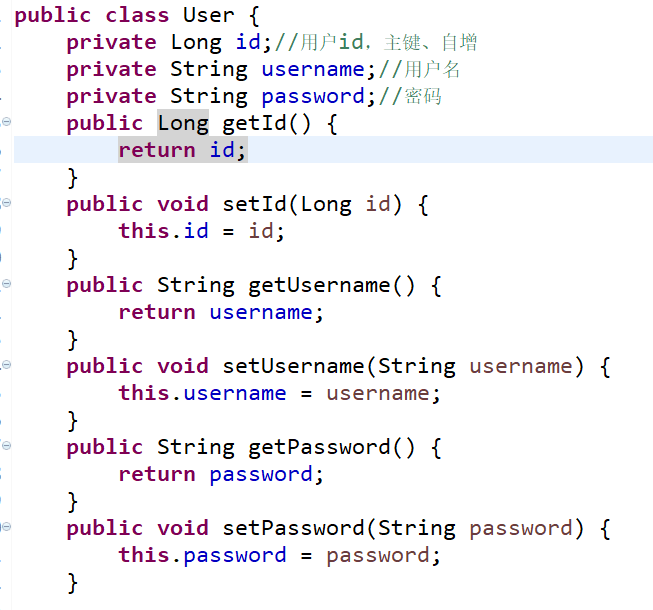 public class User {
private Long id;//用户id，主键、自增
private String username;//用户名
private String password;//密码
public Long getId() {
return id;
}
public void setId(Long id) {
this.id = id;
}
public String getUsername() {
return username;
}
public void setUsername(String username) {
this.username = username;
}
public String getPassword() {
return password;
}
public void setPassword(String password) {
this.password = password;
}